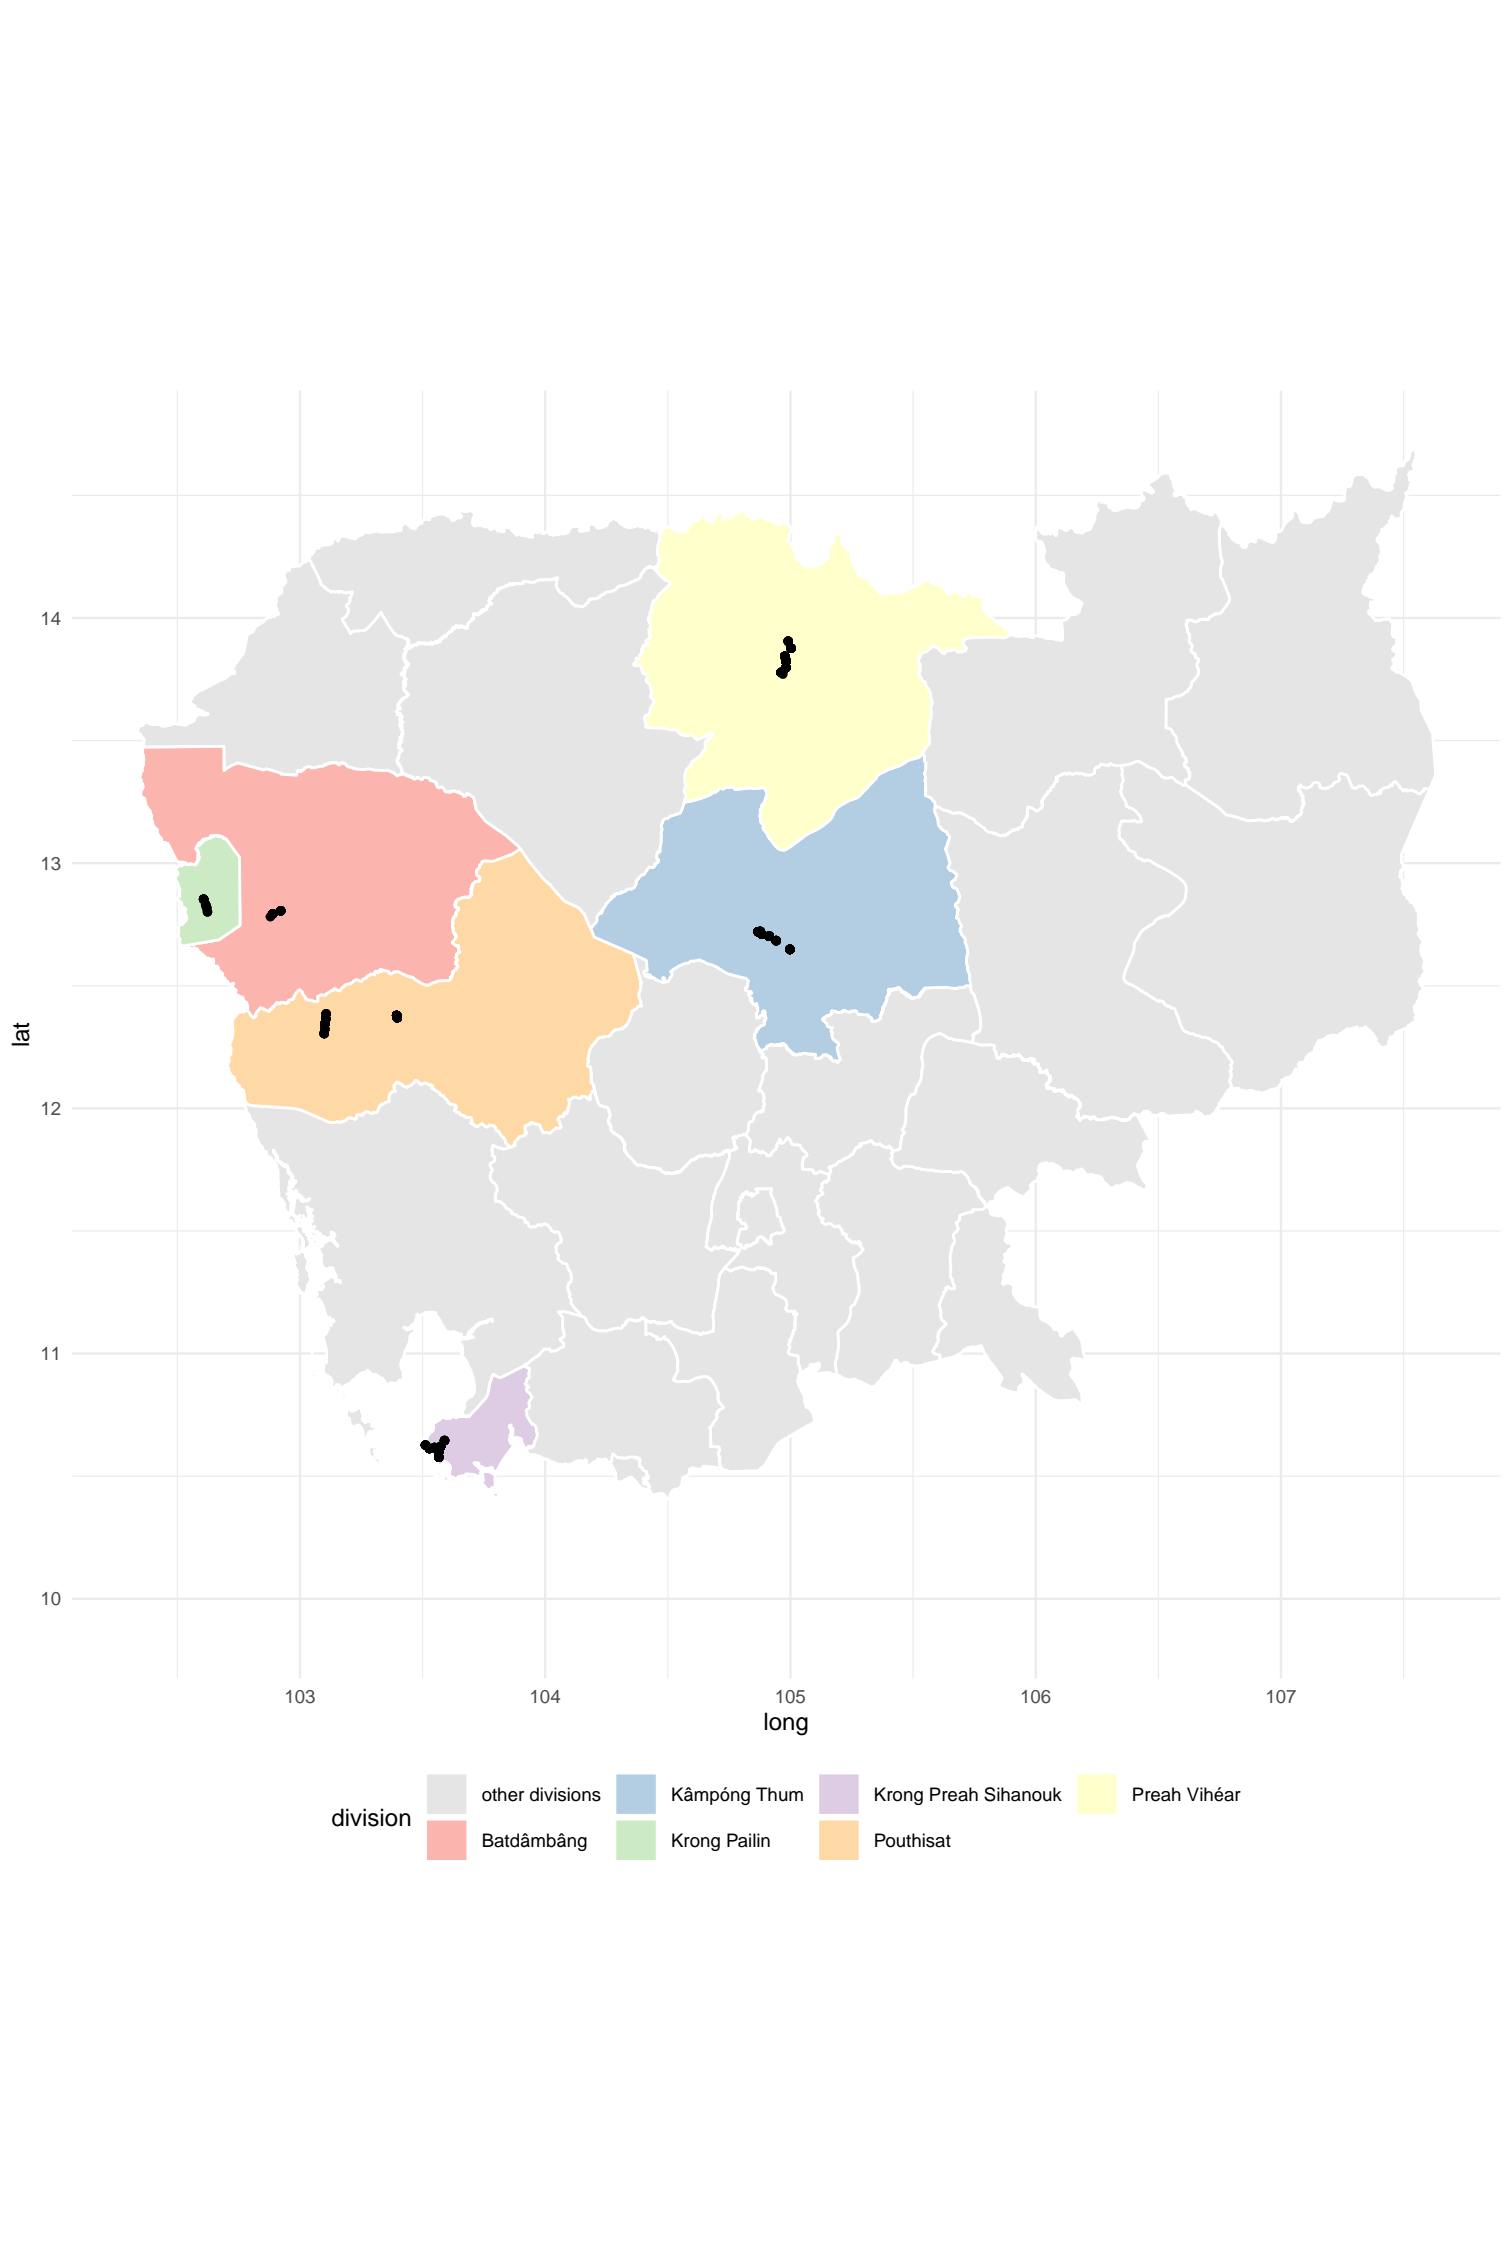 14
13
12
11
10
lat
103 104 105 106 107
long
division
other divisions Kâmpóng Thum Krong Preah Sihanouk Preah Vihéar
Batdâmbâng Krong Pailin Pouthisat